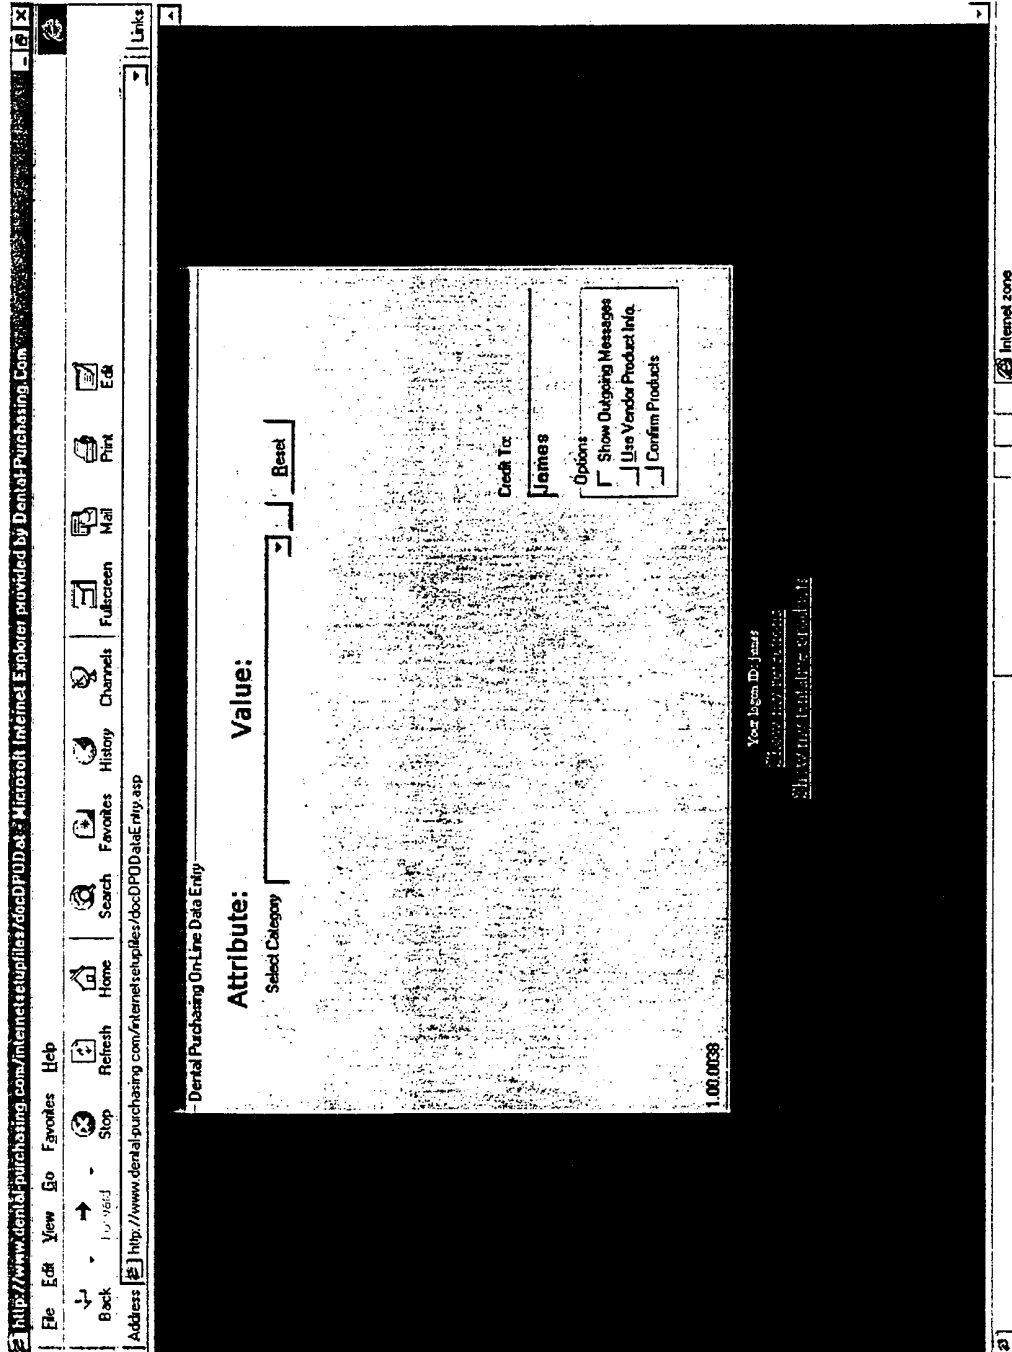 http://www.dental-purchasing.com/internetsetupfiles/docDPODat - Microsoft Internet Explorer provided by Dental-Purchasing.Com
File Edit View Go Favorites Help
Back Forward Stop Refresh Home Search Favorites History Channels Fullscreen Mail Print Edit
Address http://www.dental-purchasing.com/internetsetupfiles/docDPODataEntry.asp Links
Dental Purchasing On-Line Data Entry
Attribute: Value:
Select Category Reset
Credit To:
James
Options
Show Outgoing Messages
Use Vendor Product Info.
Confirm Products
1.00.0038
Your logon ID: james
Internet zone